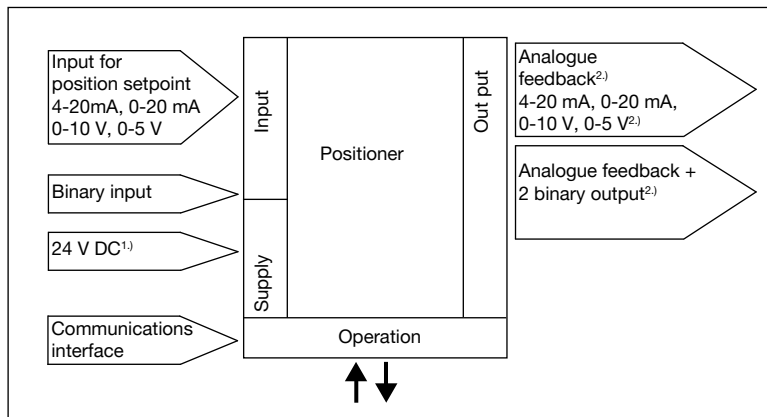 Input for
position setpoint
4-20mA, 0-20 mA
0-10 V, 0-5 V
Binary input
24 V DC1.)
Communications
interface
Input
Supply
Positioner
Out put
Operation
Analogue
feedback2.)
4-20 mA, 0-20 mA,
0-10 V, 0-5 V2.)
Analogue feedback +
2 binary output2.)